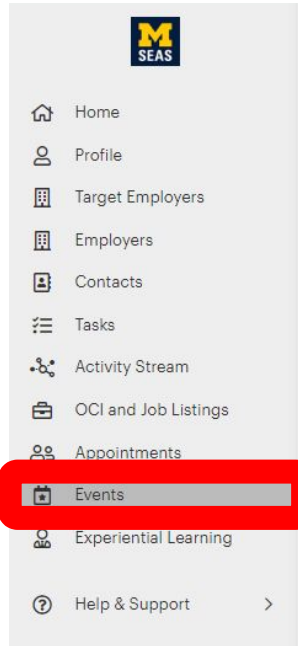 M
SEAS
Home
Profile
Target Employers
Employers
Contacts
Tasks
Activity Stream
OCI and Job Listings
Appointments
Events
Experiential Learning
Help & Support